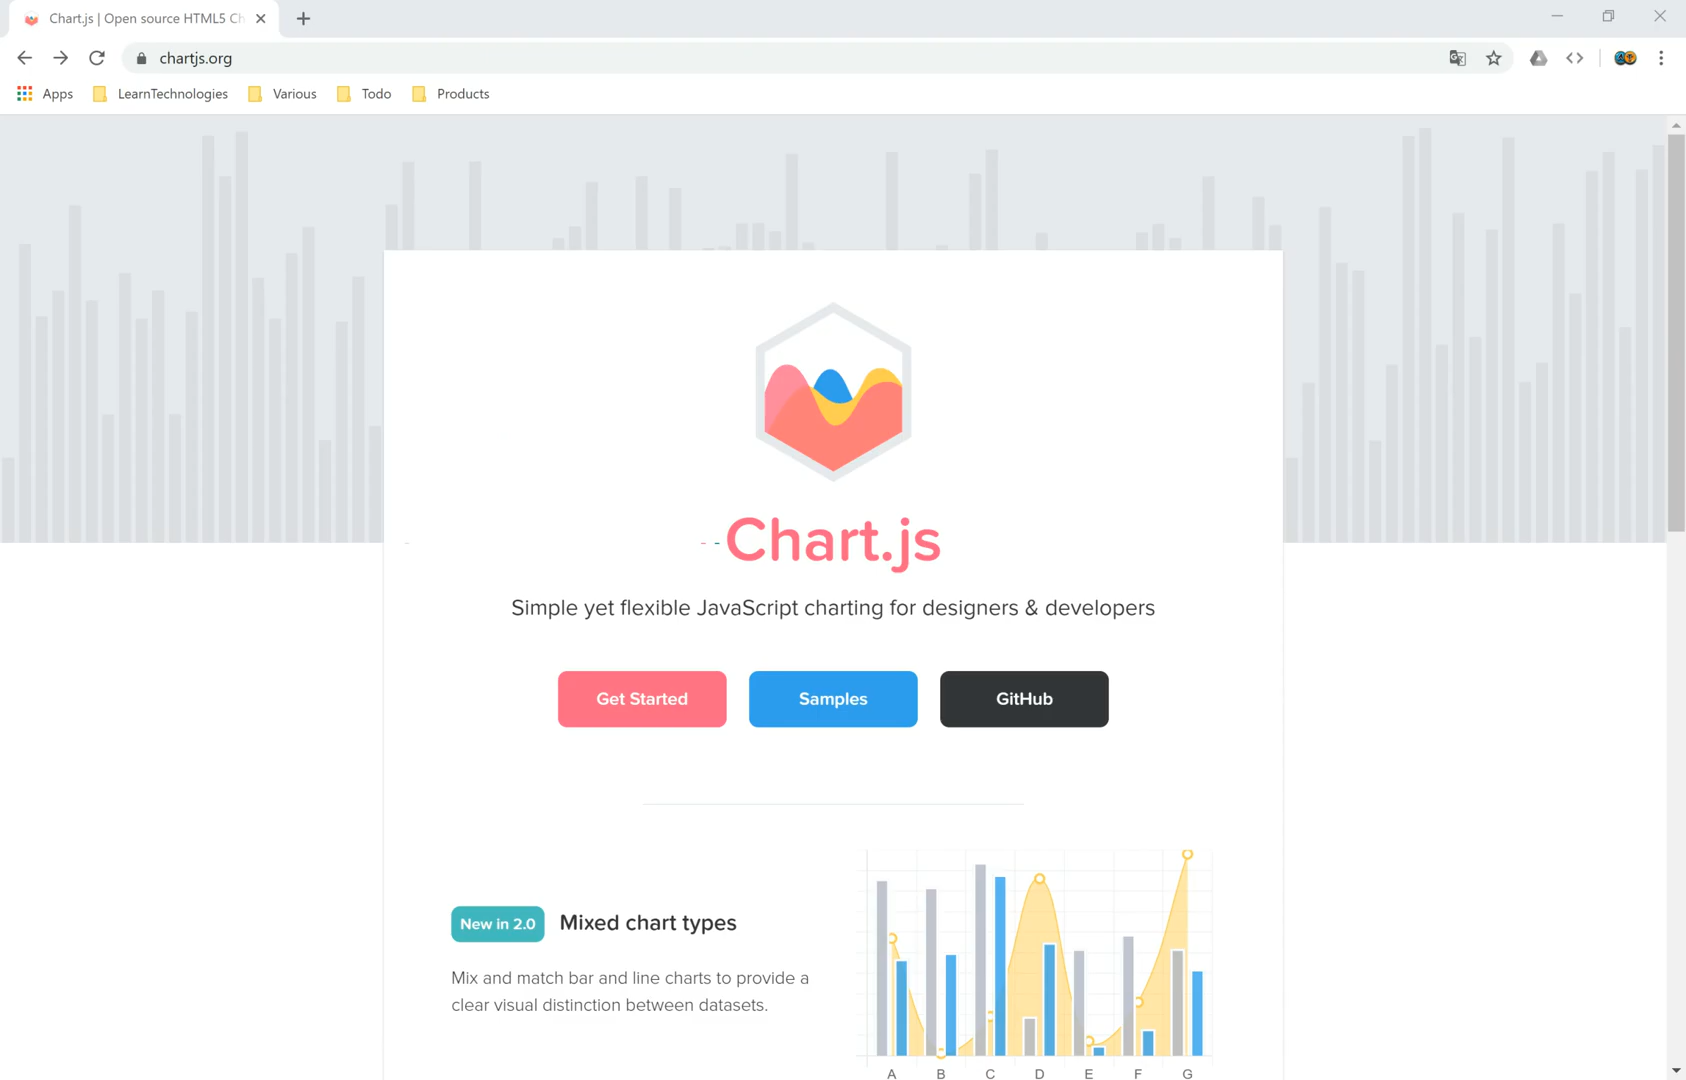 Chart.js | Open source HTML5 Ch
chartjs.org
Apps LearnTechnologies Various Todo Products
Chart.js
Simple yet flexible JavaScript charting for designers & developers
Get Started Samples GitHub
New in 2.0 Mixed chart types
Mix and match bar and line charts to provide a
clear visual distinction between datasets.
A B C D E F G